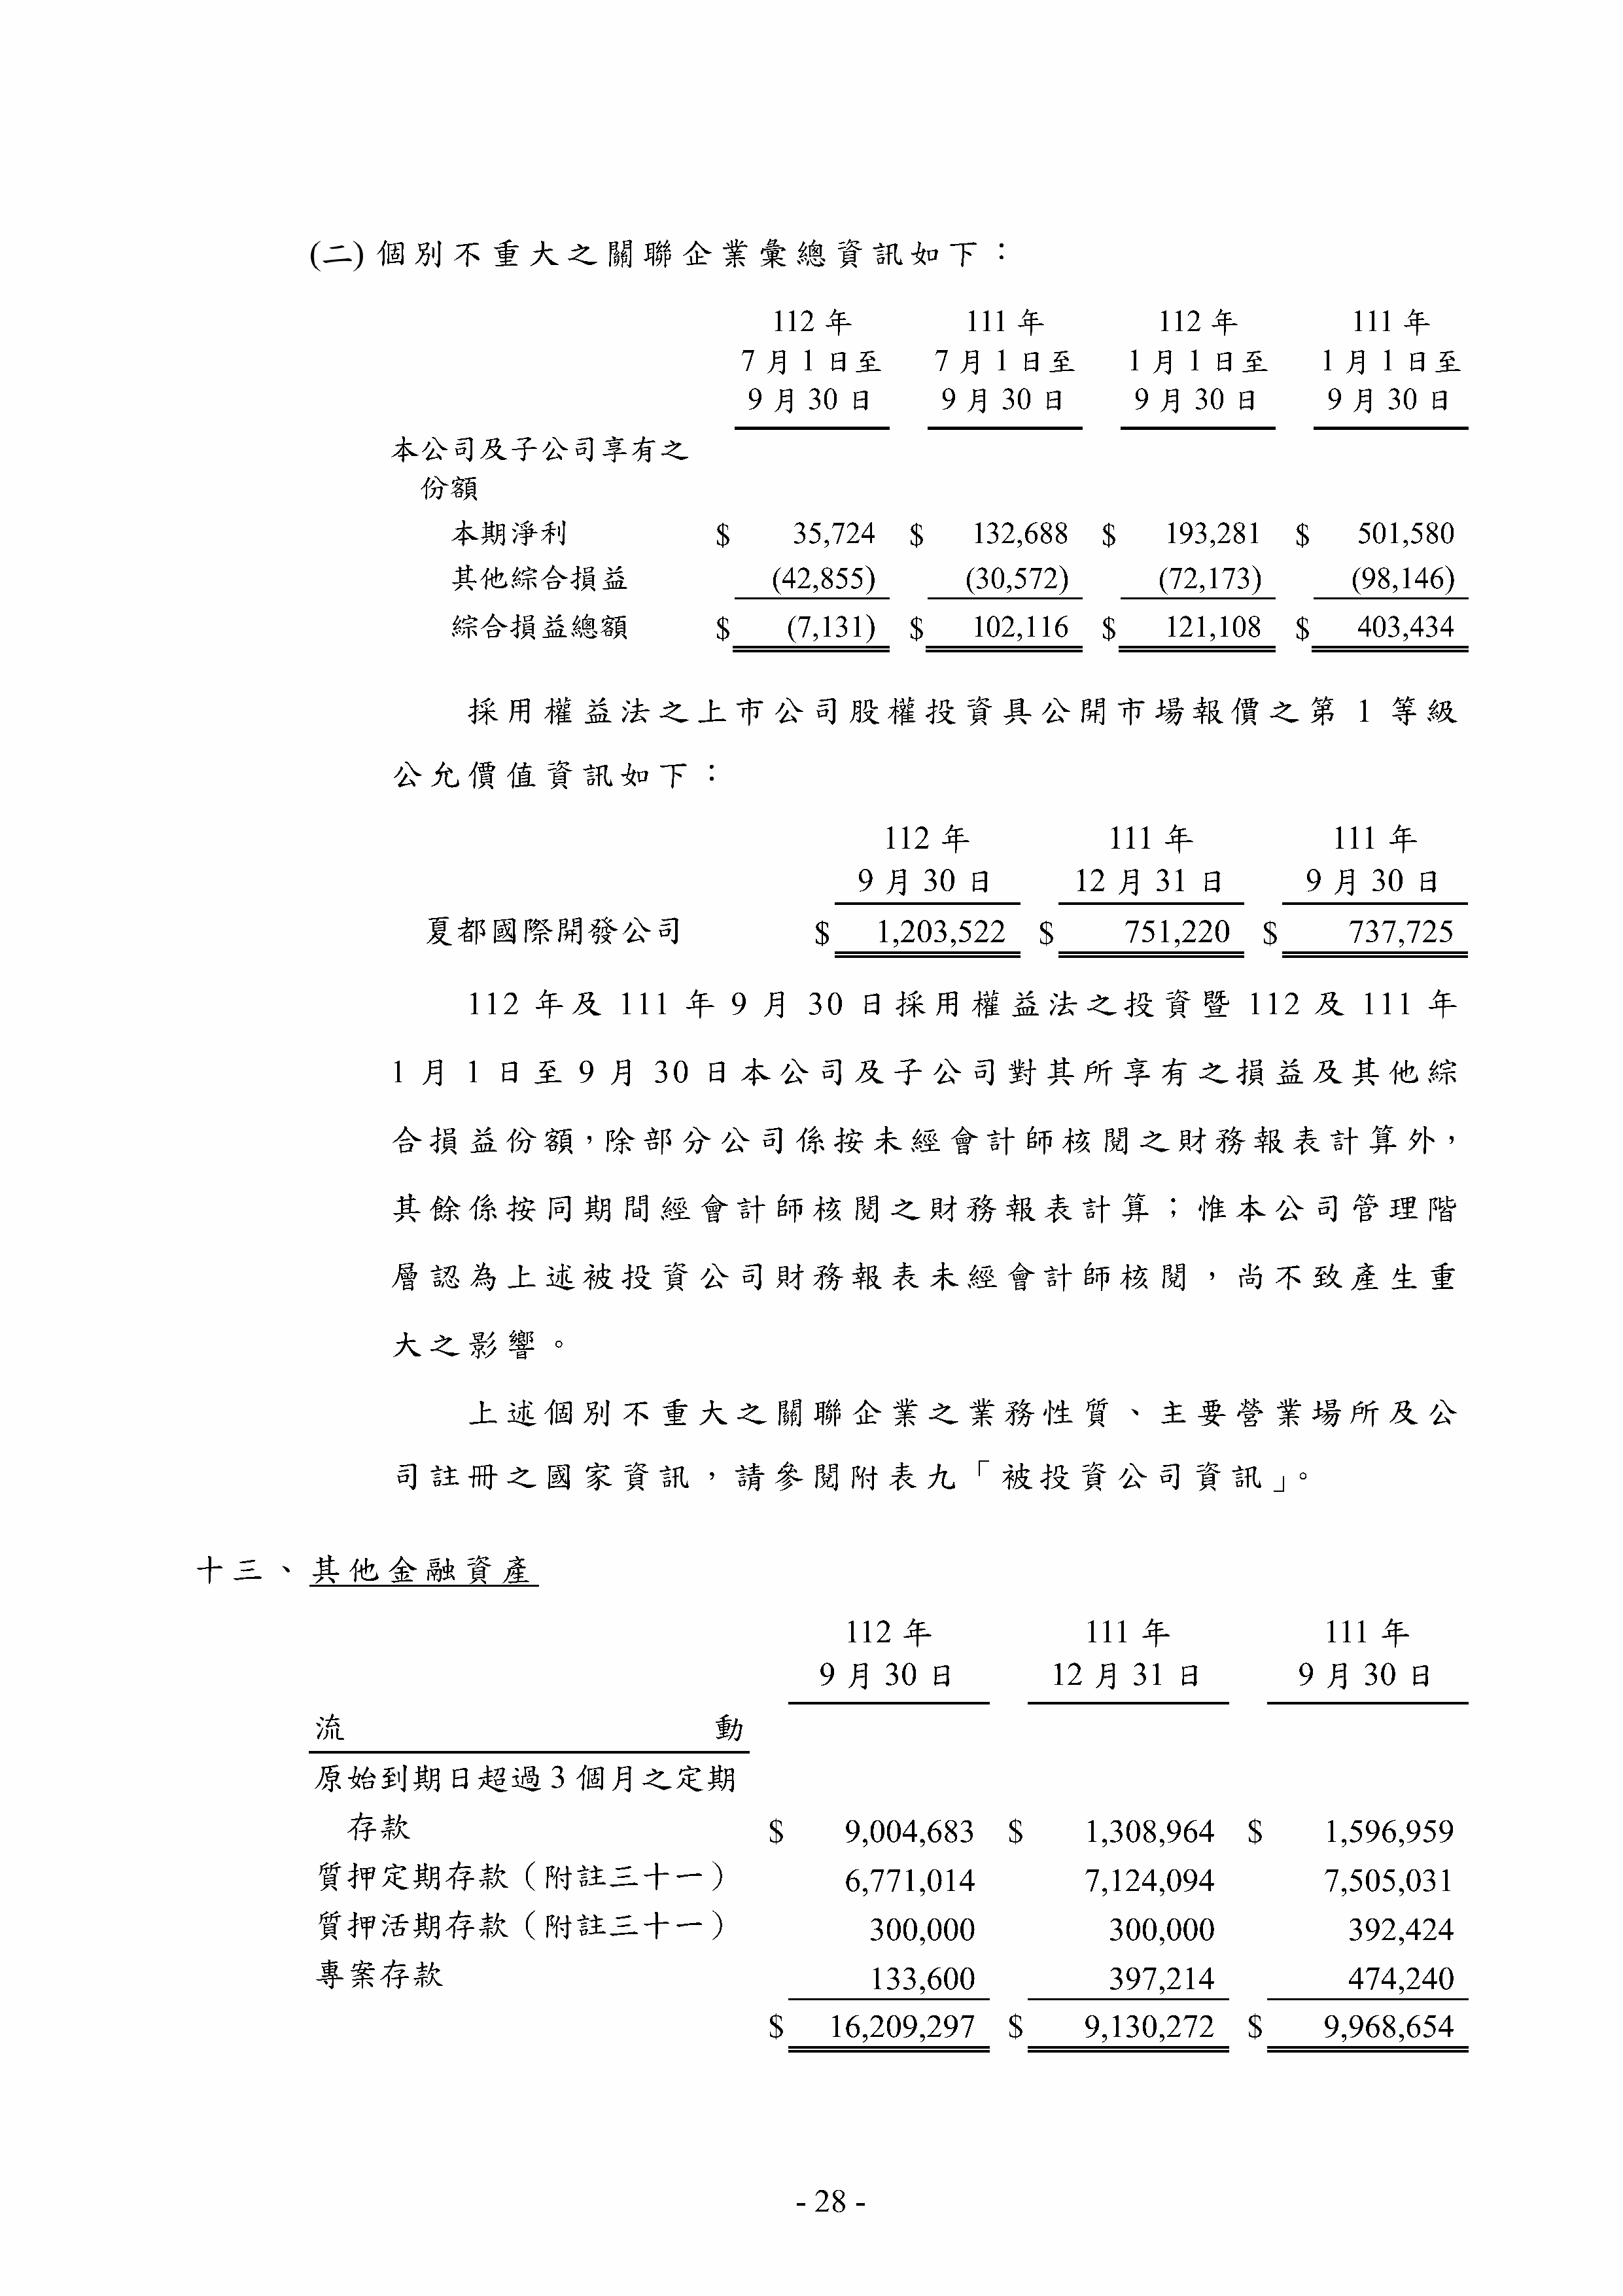 (二) 個別不重大之關聯企業彙總資訊如下：
112 年 111 年 112 年 111 年
7 月 1 日至 7 月 1 日至 1 月 1 日至 1 月 1 日至
9 月 30 日 9 月 30 日 9 月 30 日 9 月 30 日
本公司及子公司享有之
份額
本期淨利 $ 35,724 $ 132,688 $ 193,281 $ 501,580
其他綜合損益 (42,855) (30,572) (72,173) (98,146)
綜合損益總額 $ (7,131) $ 102,116 $ 121,108 $ 403,434
採用權益法之上市公司股權投資具公開市場報價之第 1 等級
公允價值資訊如下：
112 年 111 年 111 年
9 月 30 日 12 月 31 日 9 月 30 日
夏都國際開發公司 $ 1,203,522 $ 751,220 $ 737,725
112 年及 111 年 9 月 30 日採用權益法之投資暨 112 及 111 年
1 月 1 日至 9 月 30 日本公司及子公司對其所享有之損益及其他綜
合損益份額，除部分公司係按未經會計師核閱之財務報表計算外，
其餘係按同期間經會計師核閱之財務報表計算；惟本公司管理階
層認為上述被投資公司財務報表未經會計師核閱，尚不致產生重
大之影響。
上述個別不重大之關聯企業之業務性質、主要營業場所及公
司註冊之國家資訊，請參閱附表九「被投資公司資訊」。
十三、其他金融資產
112 年 111 年 111 年
9 月 30 日 12 月 31 日 9 月 30 日
流 動
原始到期日超過 3 個月之定期
存款 $ 9,004,683 $ 1,308,964 $ 1,596,959
質押定期存款（附註三十一） 6,771,014 7,124,094 7,505,031
質押活期存款（附註三十一） 300,000 300,000 392,424
專案存款 133,600 397,214 474,240
$ 16,209,297 $ 9,130,272 $ 9,968,654
- 28 -